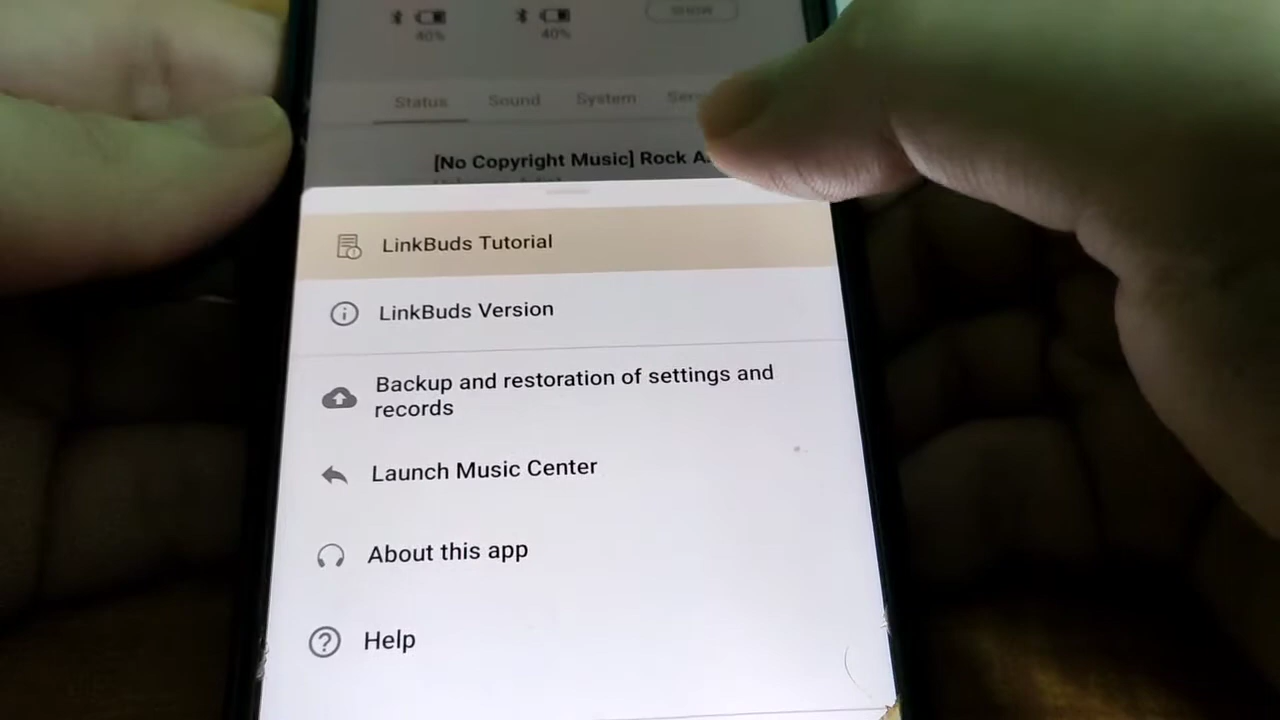 40%
40%
SHOW
Status
Sound
System
[No Copyright Music] Rock A
LinkBuds Tutorial
LinkBuds Version
Backup and restoration of settings and
records
Launch Music Center
About this app
Help